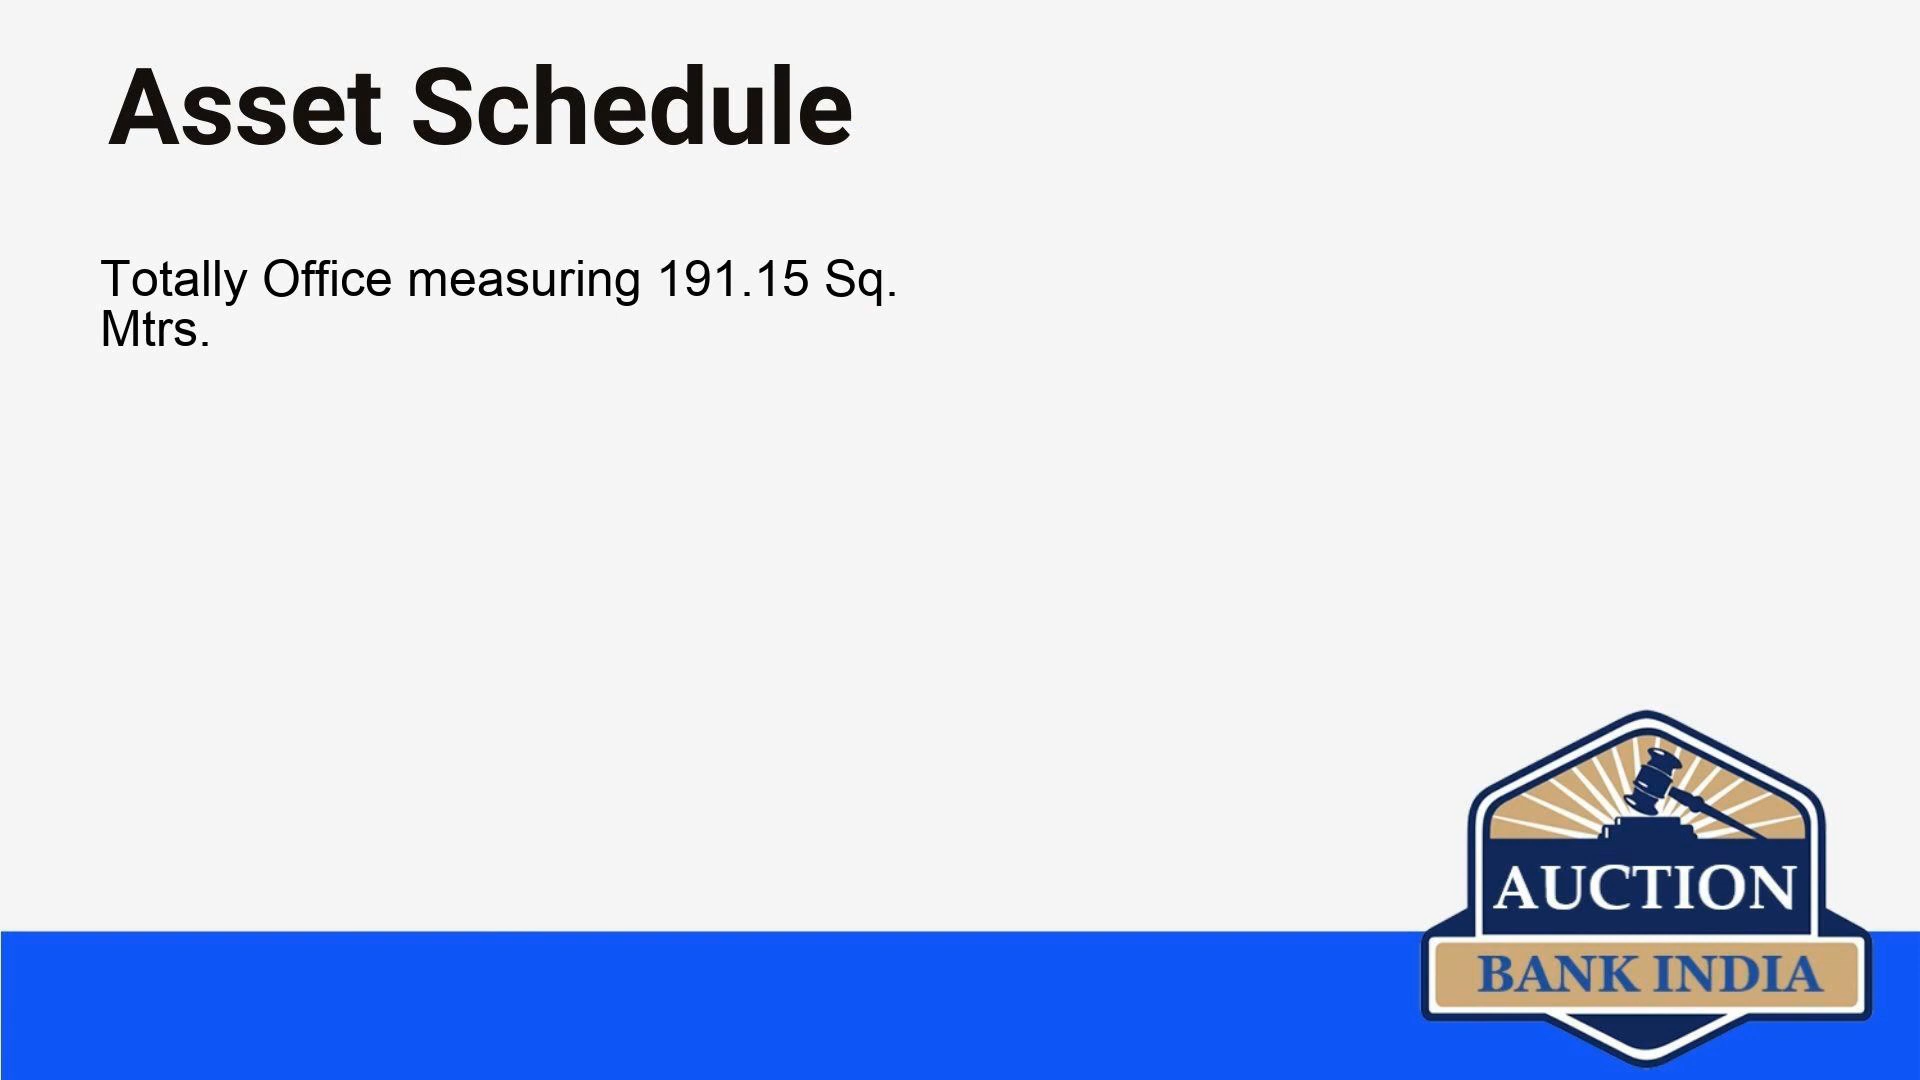 Asset Schedule
Totally Office measuring 191.15 Sq.
Mtrs.
AUCTION
BANK INDIA